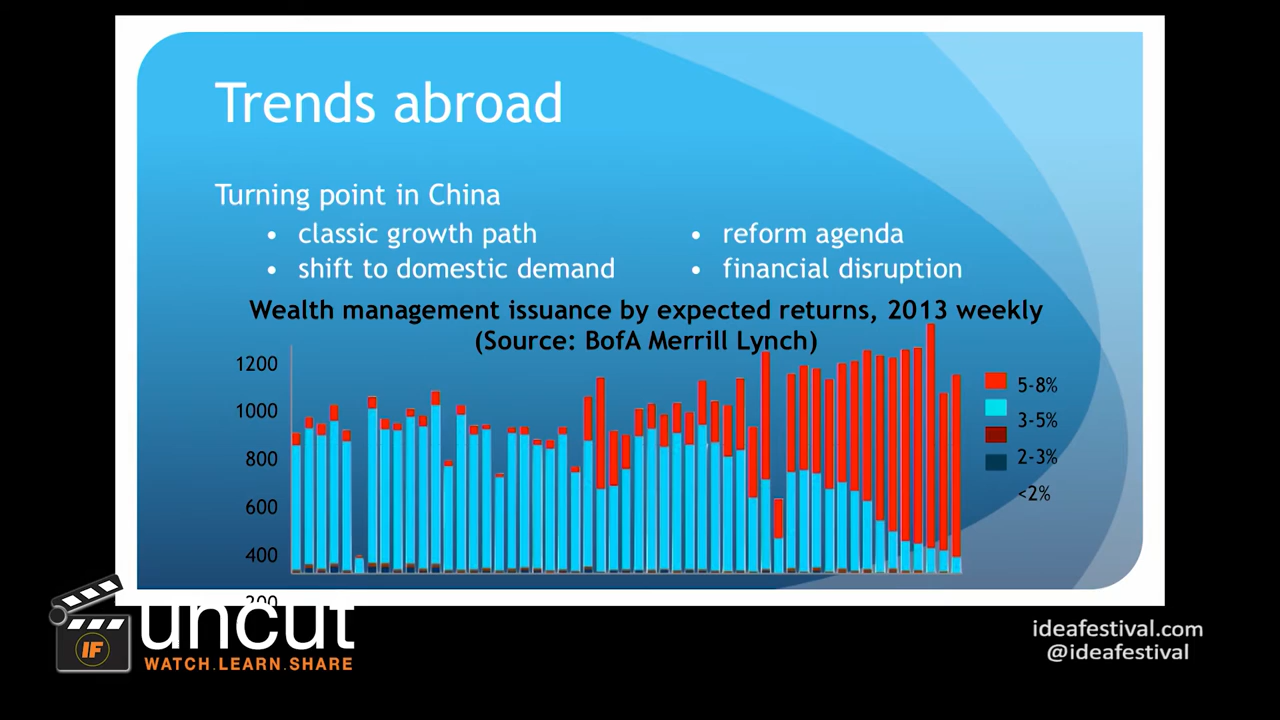 Trends abroad
Turning point in China
• classic growth path
• shift to domestic demand
• reform agenda
• financial disruption
Wealth management issuance by expected returns, 2013 weekly
(Source: BofA Merrill Lynch)
1200
1000
800
600
400
200
5-8%
3-5%
2-3%
<2%
IF
uncut
WATCH.LEARN.SHARE
ideafestival.com
@ideafestival